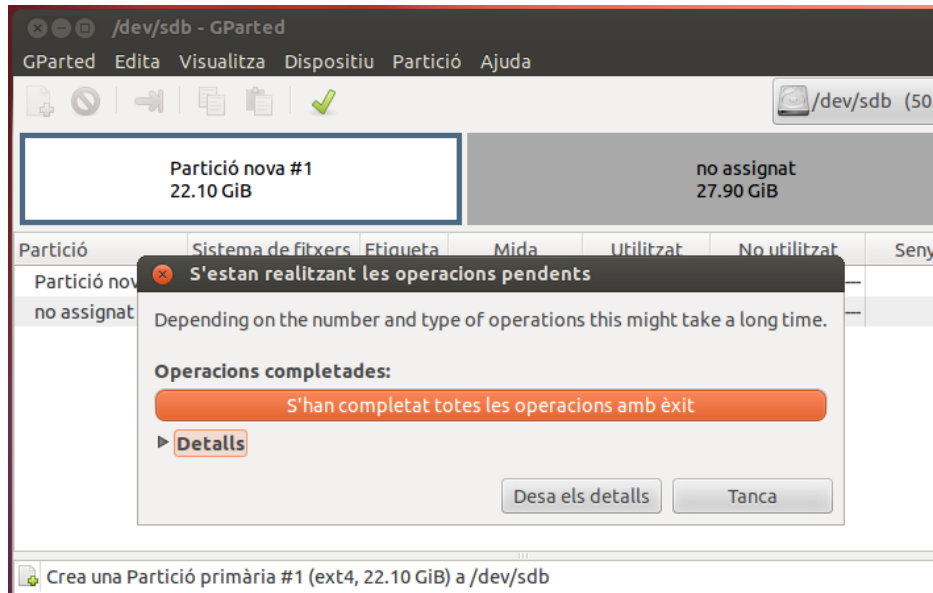 /dev/sdb - GParted
GParted Edita Visualitza Dispositiu Partició Ajuda
/dev/sdb (50
Partició nova #1
22.10 GiB
no assignat
27.90 GiB
Partició Sistema de fitxers Etiqueta Mida Utilitzat No utilitzat Seny
Partició nov ---
no assignat ---
S'estan realitzant les operacions pendents
Depending on the number and type of operations this might take a long time.
Operacions completades:
S'han completat totes les operacions amb èxit
Detalls
Desa els detalls Tanca
Crea una Partició primària #1 (ext4, 22.10 GiB) a /dev/sdb